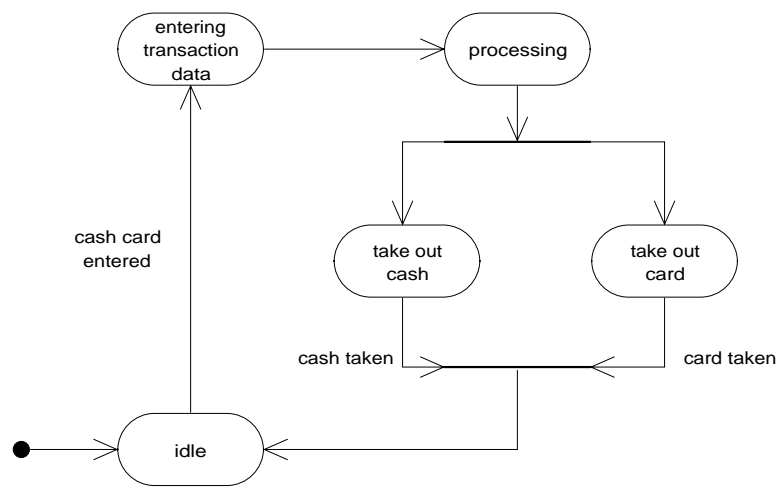 entering
transaction
data
processing
cash card
entered
take out
cash
take out
card
cash taken
card taken
idle